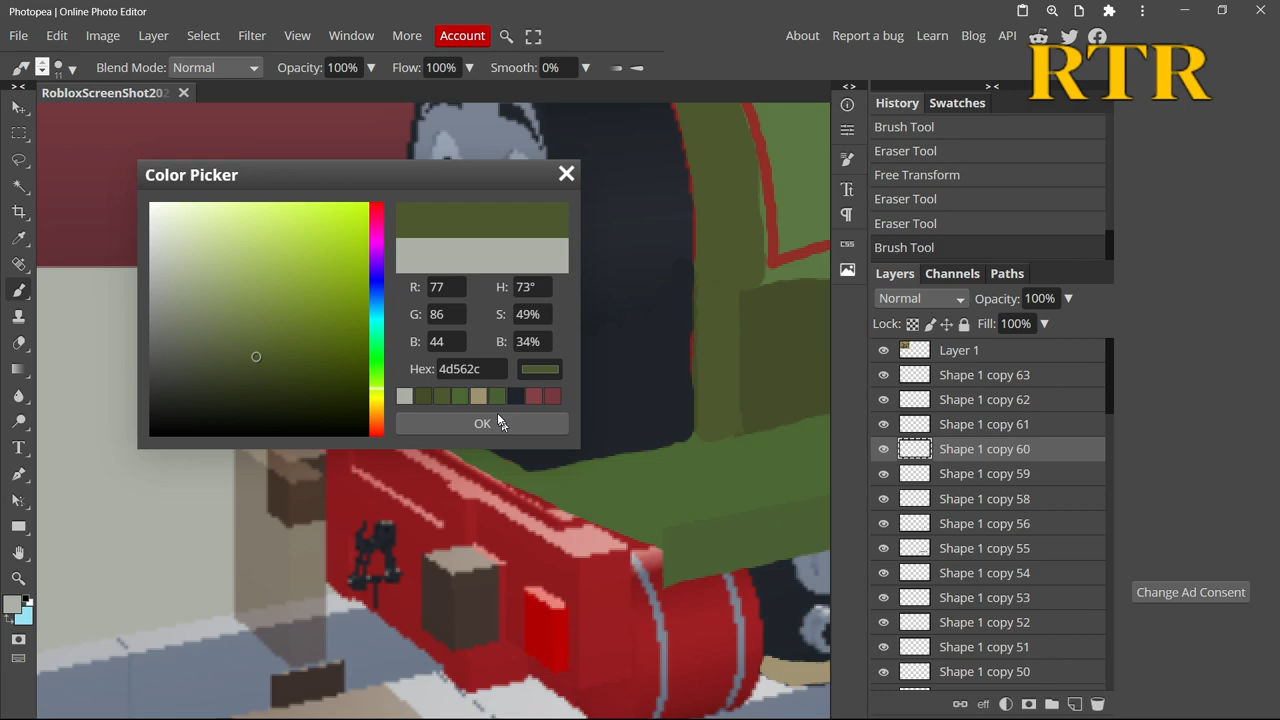 Photopea | Online Photo Editor
File Edit Image Layer Select Filter View Window More Account About Report a bug Learn Blog API
RTR
11 Blend Mode: Normal Opacity: 100% Flow: 100% Smooth: 0%
RobloxScreenShot202
History Swatches
Brush Tool
Eraser Tool
Free Transform
Eraser Tool
Eraser Tool
Brush Tool
Color Picker
R: 77 H: 73°
G: 86 S: 49%
B: 44 B: 34%
Hex: 4d562c
OK
CSS
Layers Channels Paths
Normal Opacity: 100%
Lock: Fill: 100%
Layer 1
Shape 1 copy 63
Shape 1 copy 62
Shape 1 copy 61
Shape 1 copy 60
Shape 1 copy 59
Shape 1 copy 58
Shape 1 copy 56
Shape 1 copy 55
Shape 1 copy 54
Shape 1 copy 53
Shape 1 copy 52
Shape 1 copy 51
Shape 1 copy 50
eff
Change Ad Consent